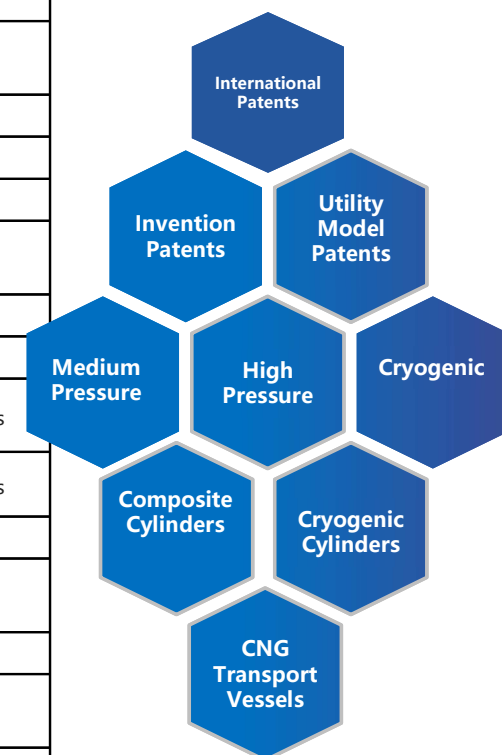 International
Patents
Invention
Patents
Utility
Model
Patents
Medium
Pressure
High
Pressure
Cryogenic
s
s
Composite
Cylinders
Cryogenic
Cylinders
CNG
Transport
Vessels